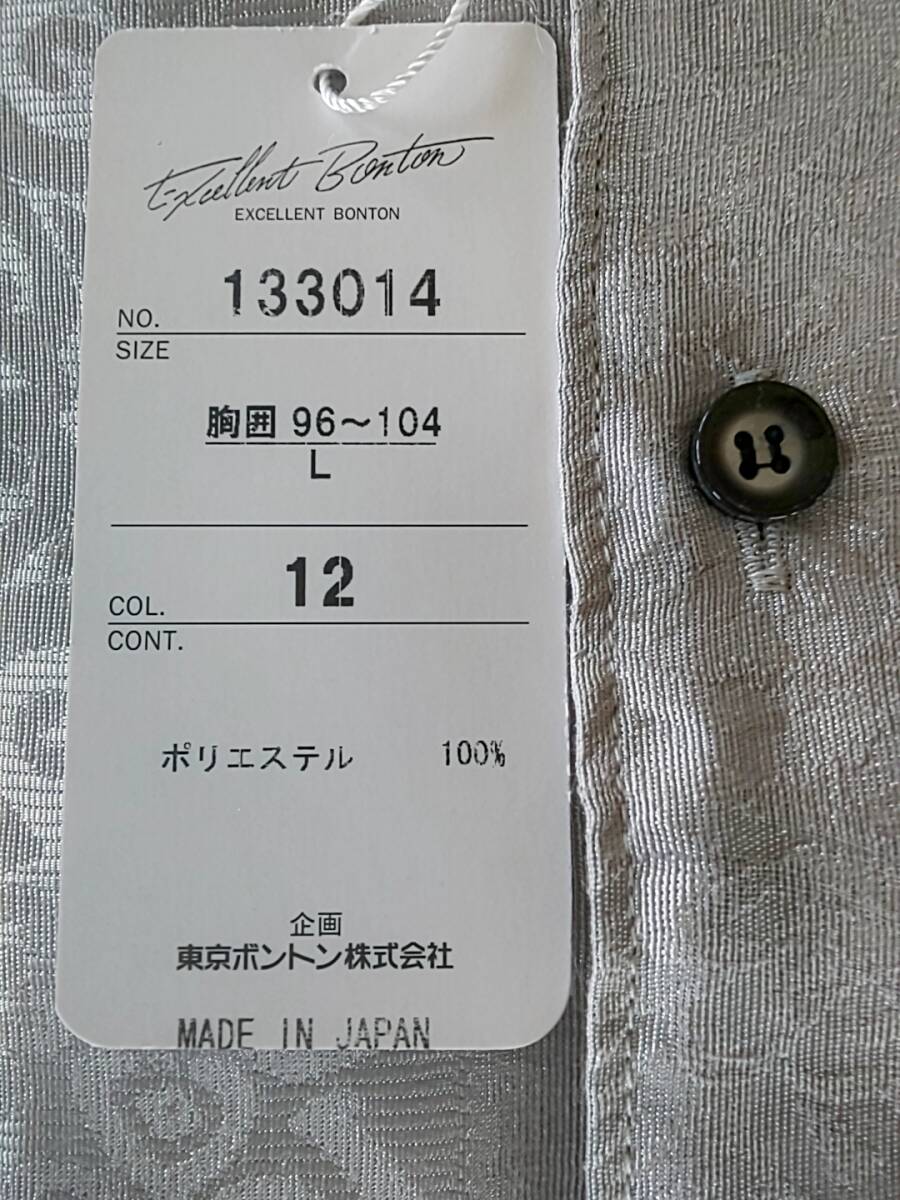 Excellent Bonton
EXCELLENT BONTON
NO. 133014
SIZE
胸囲 96～104
L
COL. 12
CONT.
ポリエステル 100%
企画
東京ボントン株式会社
MADE IN JAPAN